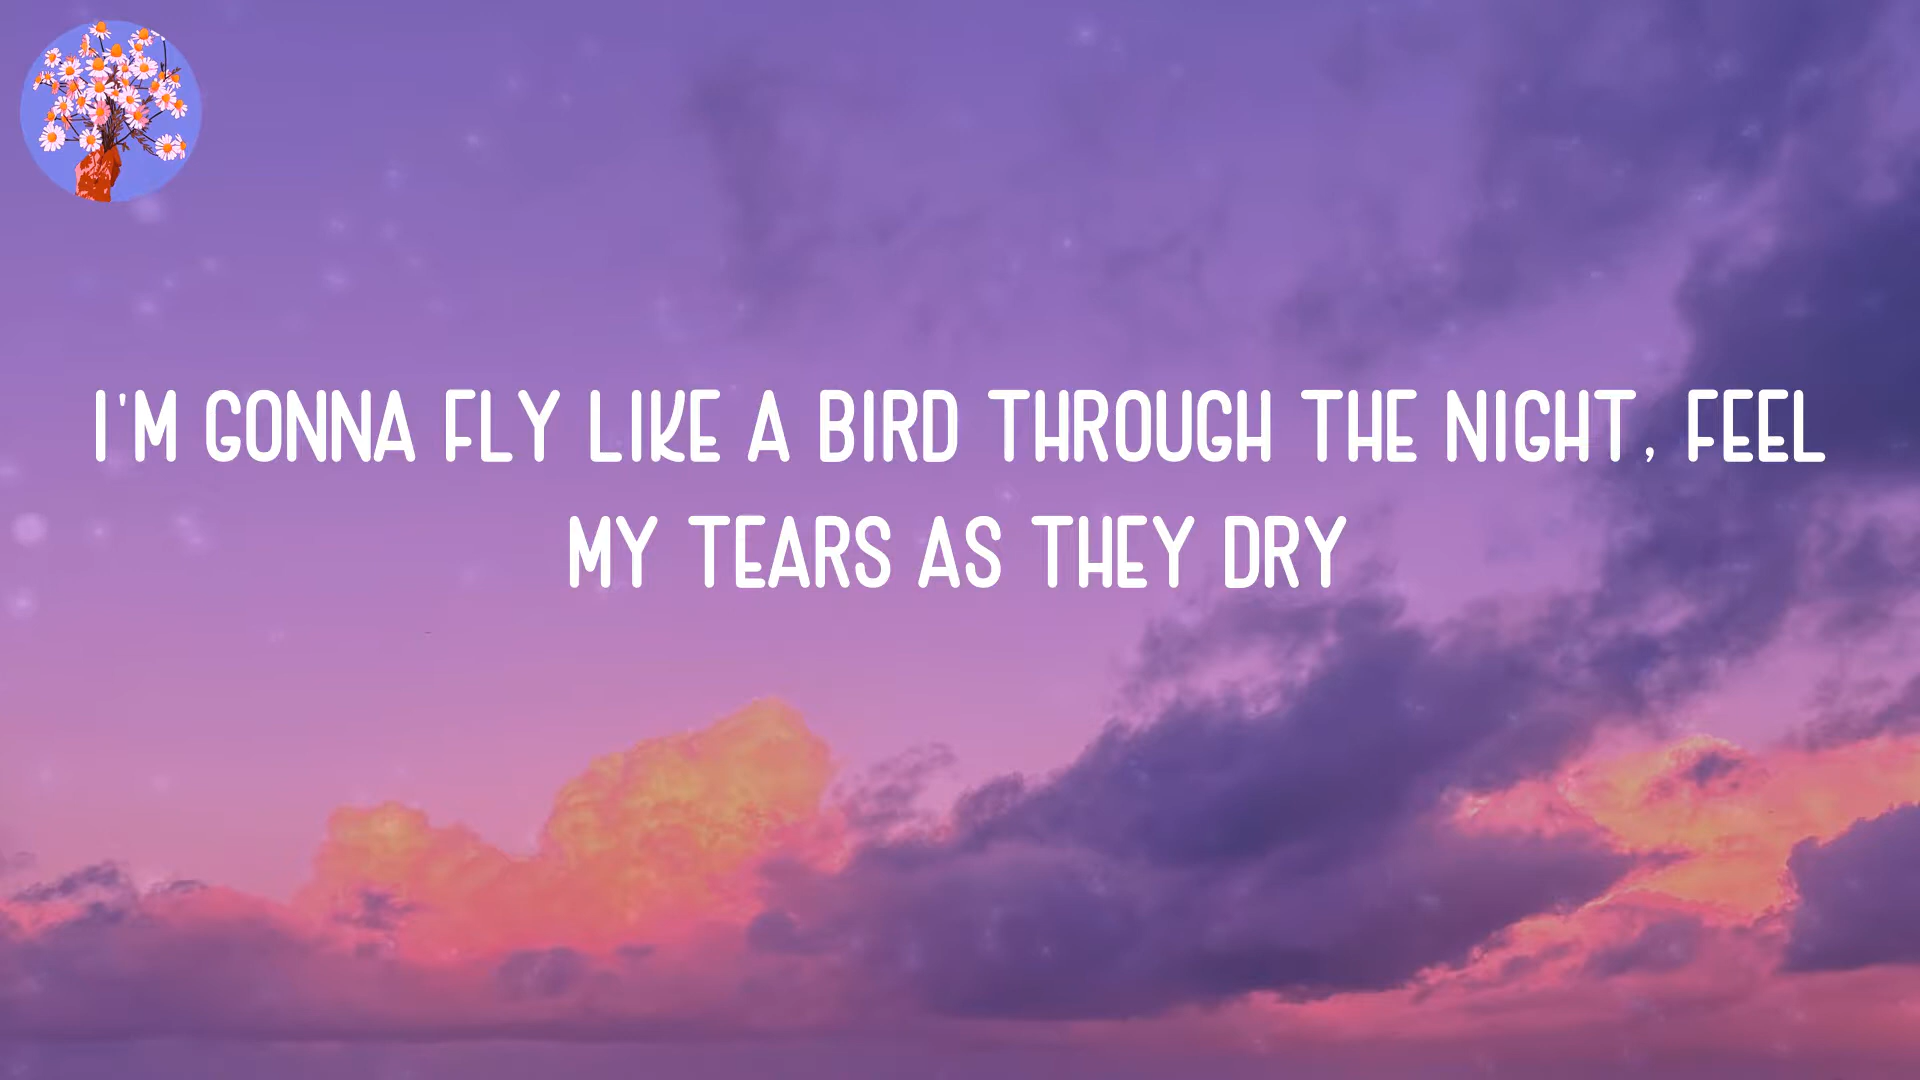 I'M GONNA FLY LIKE A BIRD THROUGH THE NIGHT, FEEL
MY TEARS AS THEY DRY